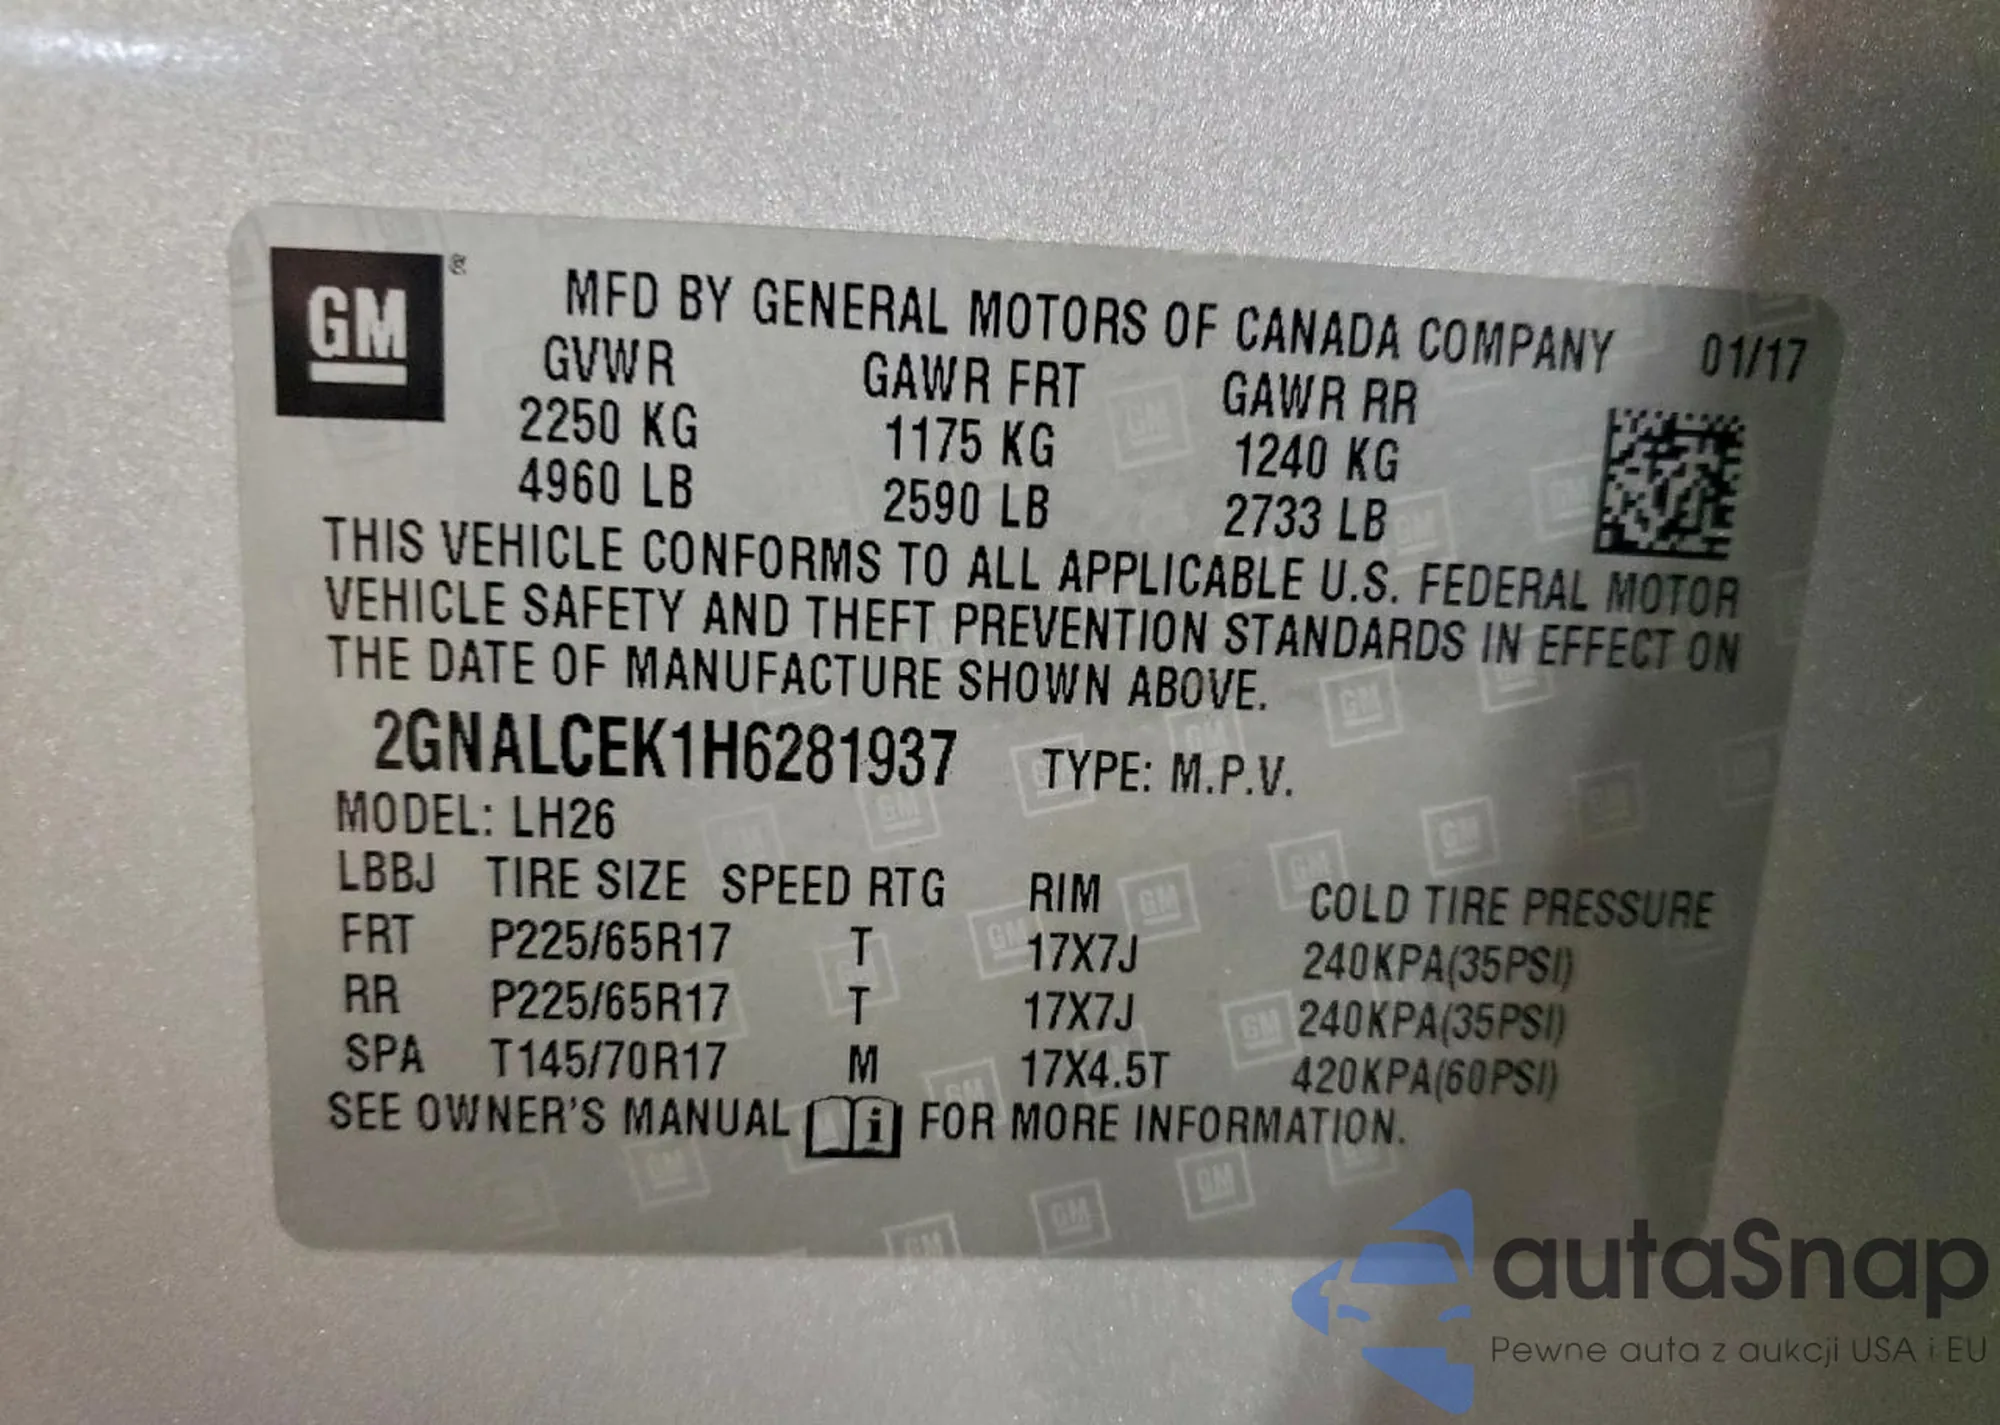 GM ®
MFD BY GENERAL MOTORS OF CANADA COMPANY 01/17
GVWR GAWR FRT GAWR RR
2250 KG 1175 KG 1240 KG
4960 LB 2590 LB 2733 LB
THIS VEHICLE CONFORMS TO ALL APPLICABLE U.S. FEDERAL MOTOR
VEHICLE SAFETY AND THEFT PREVENTION STANDARDS IN EFFECT ON
THE DATE OF MANUFACTURE SHOWN ABOVE.
2GNALCEK1H6281937 TYPE: M.P.V.
MODEL: LH26
LBBJ TIRE SIZE SPEED RTG RIM COLD TIRE PRESSURE
FRT P225/65R17 T 17X7J 240KPA(35PSI)
RR P225/65R17 T 17X7J 240KPA(35PSI)
SPA T145/70R17 M 17X4.5T 420KPA(60PSI)
SEE OWNER'S MANUAL i FOR MORE INFORMATION.
autaSnap
Pewne auta z aukcji USA i EU